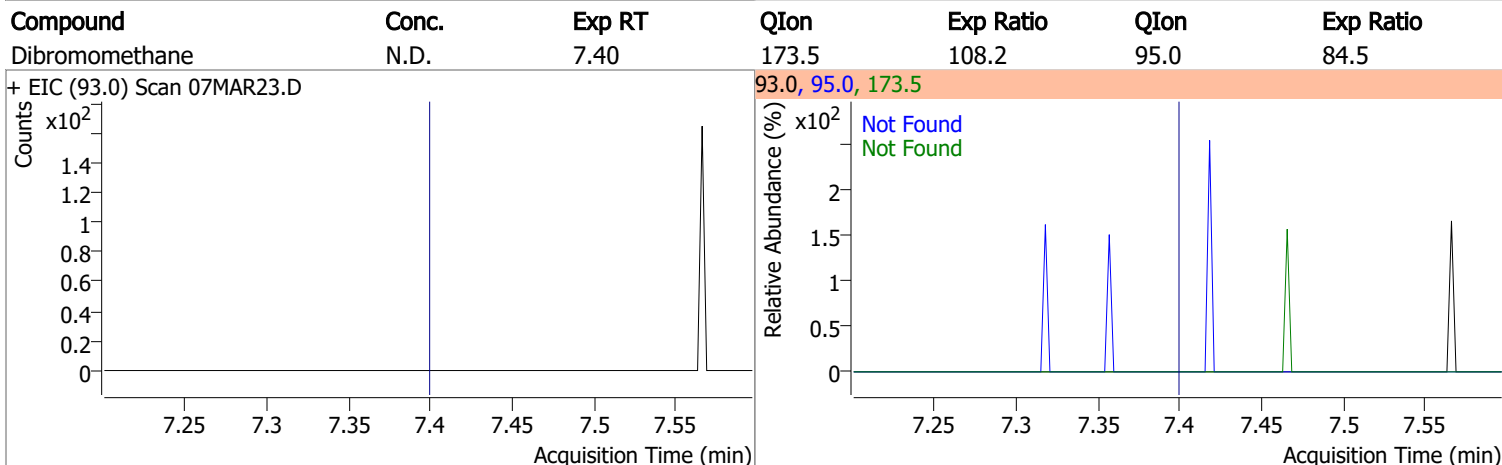 Compound Conc. Exp RT QIon Exp Ratio QIon Exp Ratio
Dibromomethane N.D. 7.40 173.5 108.2 95.0 84.5
+ EIC (93.0) Scan 07MAR23.D
Counts
x10²
1.4
1.2
1
0.8
0.6
0.4
0.2
0
7.25 7.3 7.35 7.4 7.45 7.5 7.55
Acquisition Time (min)
93.0, 95.0, 173.5
Relative Abundance (%)
x10²
Not Found
Not Found
2
1.5
1
0.5
0
7.25 7.3 7.35 7.4 7.45 7.5 7.55
Acquisition Time (min)